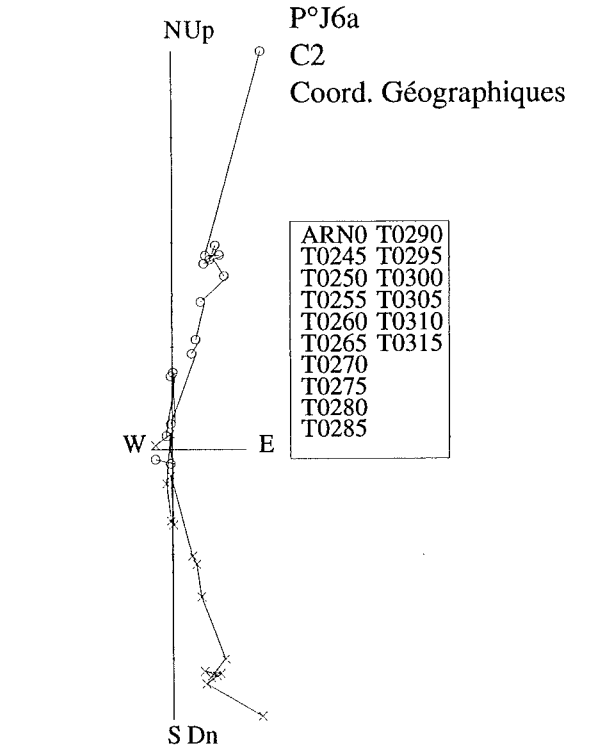 P°J6a
NUp
C2
Coord. Géographiques
ARN0 T0290
T0245 T0295
T0250 T0300
T0255 T0305
T0260 T0310
T0265 T0315
T0270
T0275
T0280
T0285
W E
S Dn